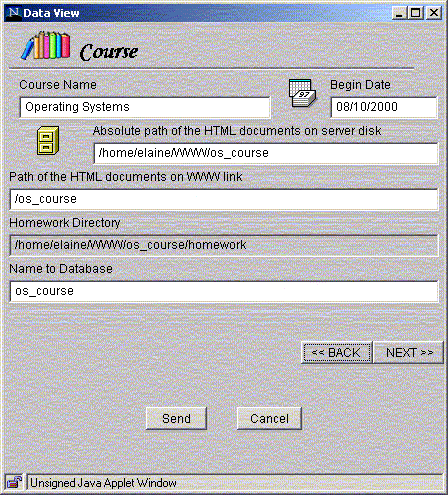 Data View
Course
Course Name
97
Begin Date
Operating Systems
08/10/2000
Absolute path of the HTML documents on server disk
/home/elaine/WWW/os_course
Path of the HTML documents on WWW link
/os_course
Homework Directory
/home/elaine/WWW/os_course/homework
Name to Database
os_course
<< BACK
NEXT >>
Send
Cancel
Unsigned Java Applet Window